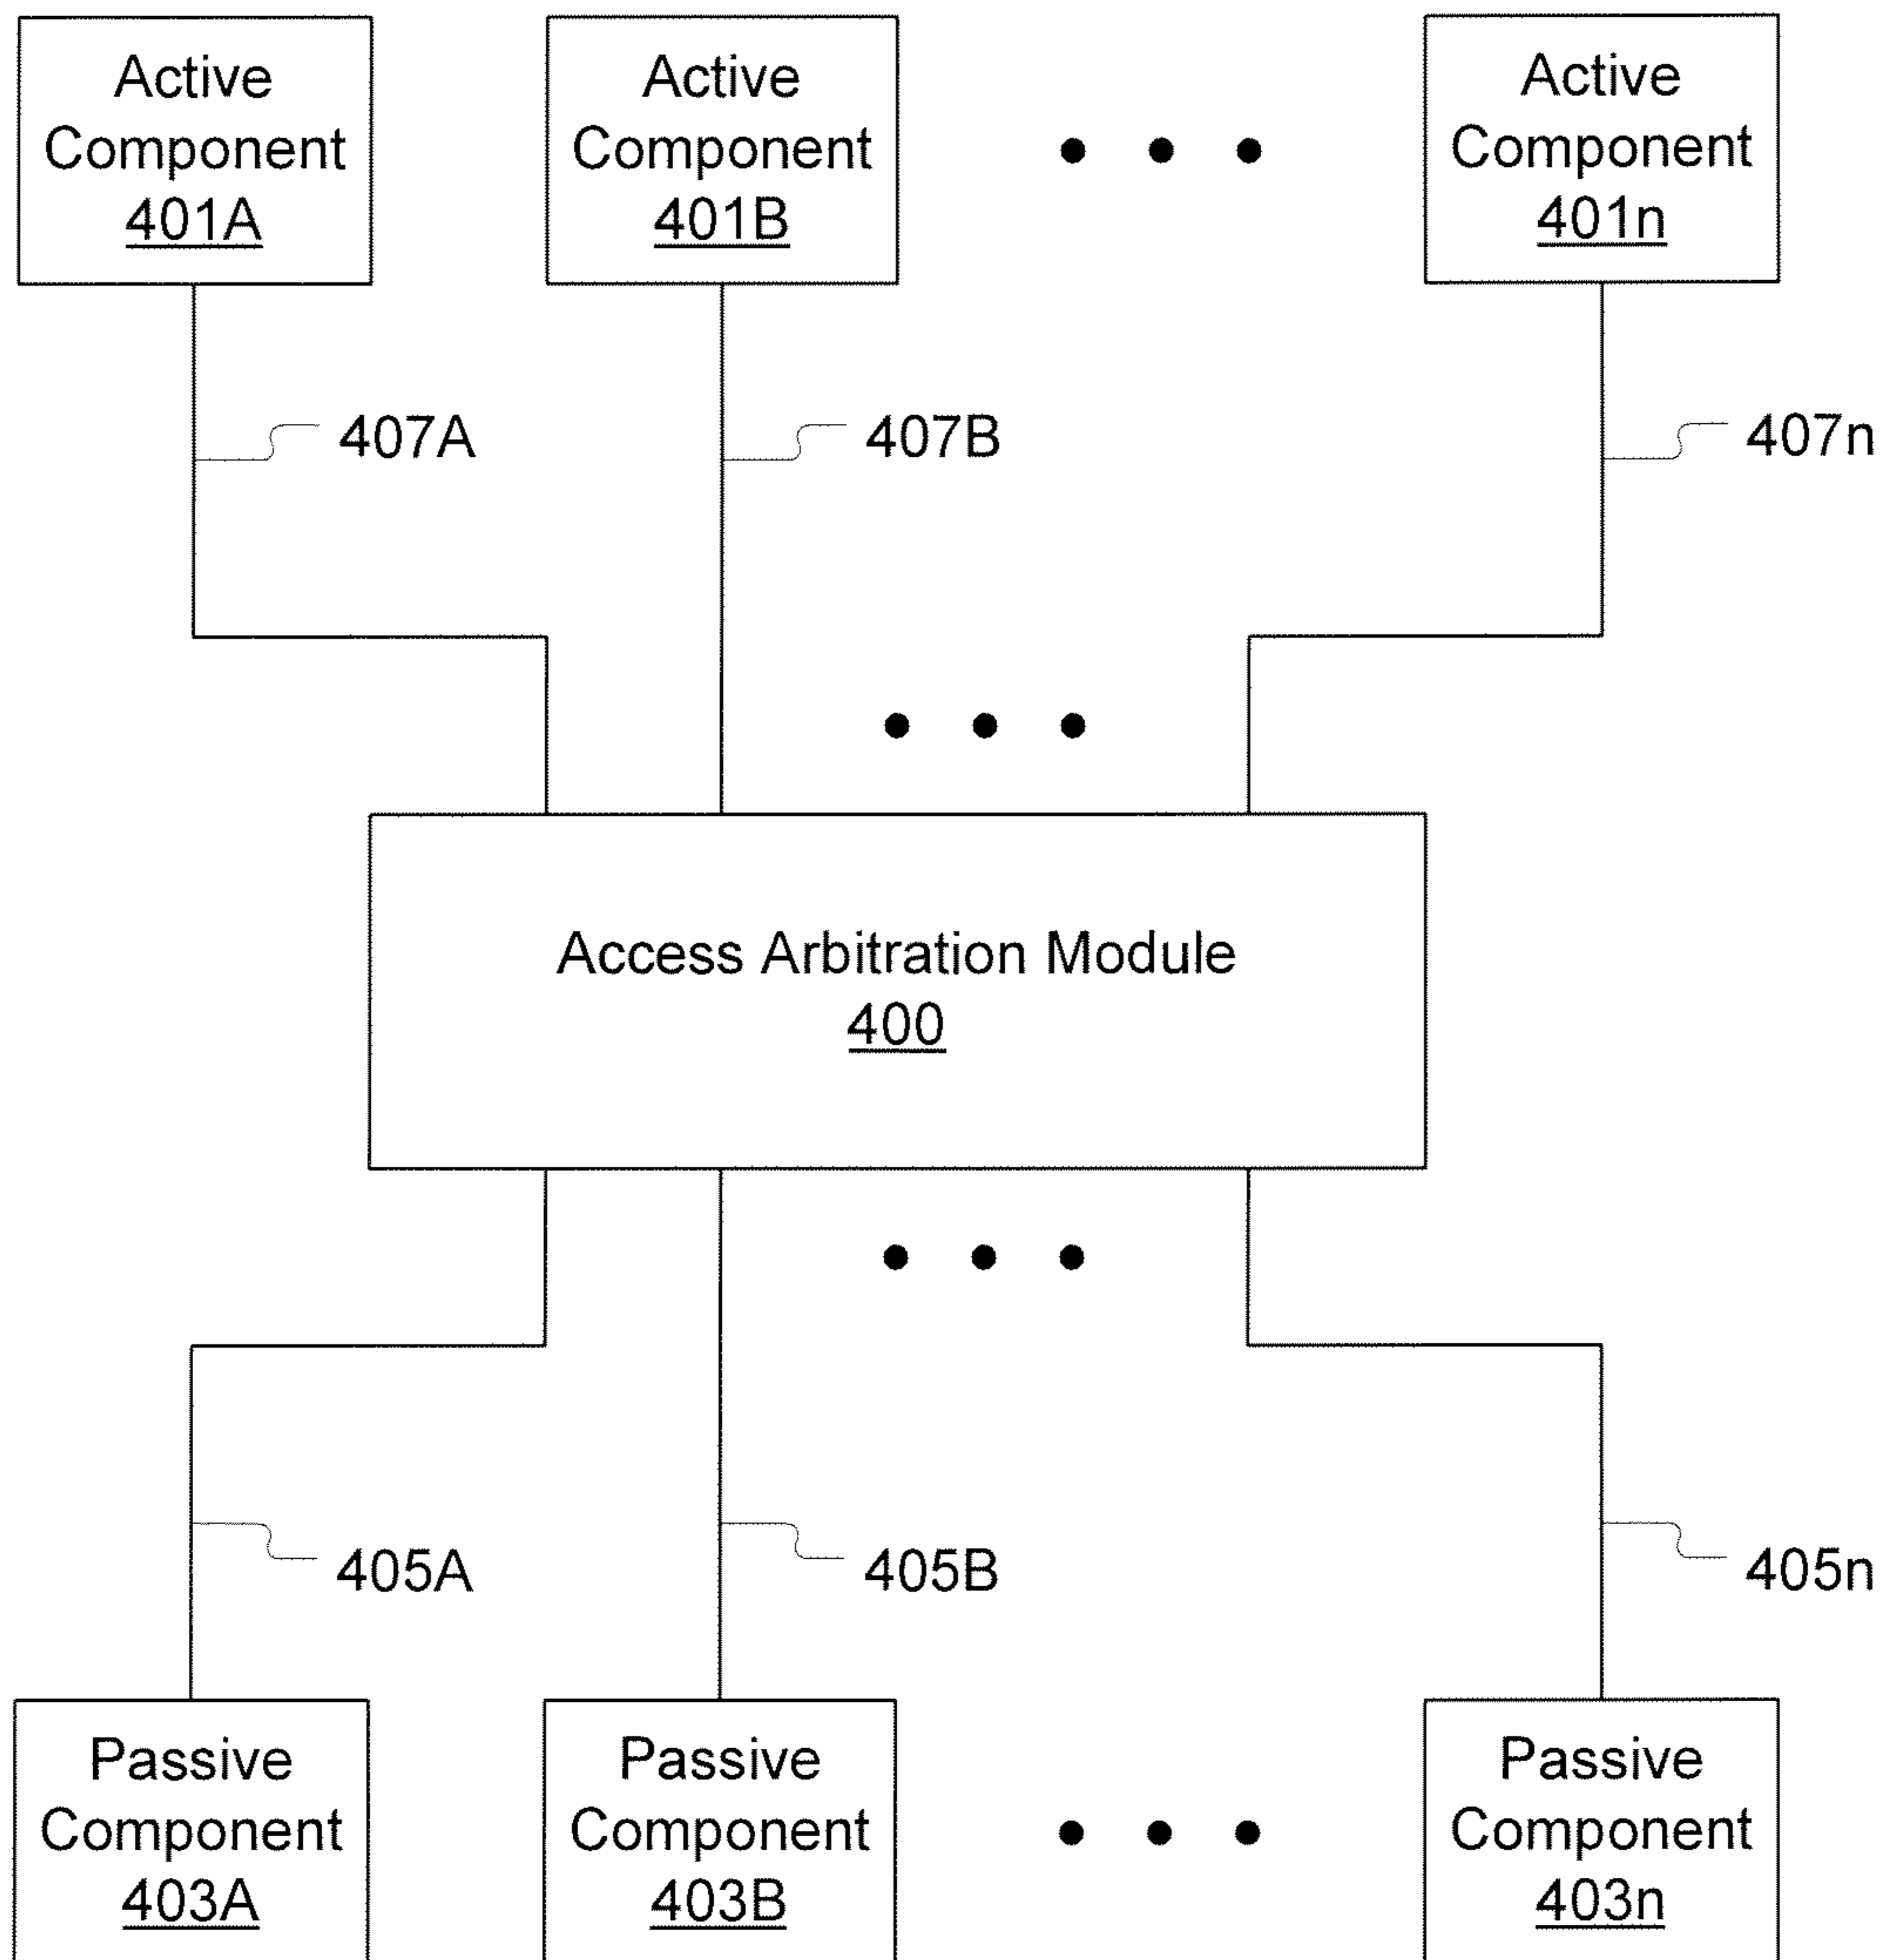 Active
Component
401A
Active
Component
401B
Active
Component
401n
407A
407B
407n
Access Arbitration Module
400
405A
405B
405n
Passive
Component
403A
Passive
Component
403B
Passive
Component
403n